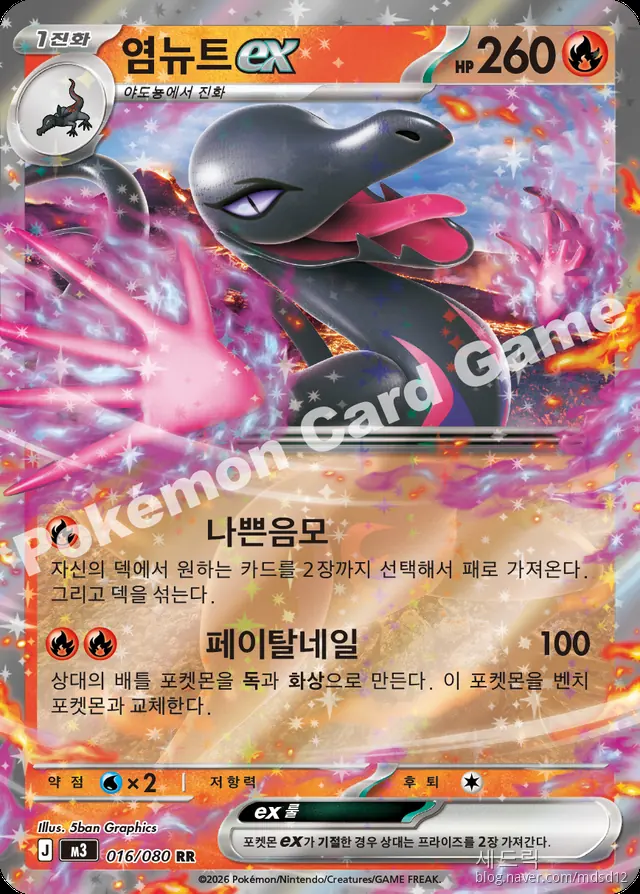 1진화
염뉴트 ex
HP 260
야도뇽에서 진화
Pokémon Card Game
나쁜음모
자신의 덱에서 원하는 카드를 2장까지 선택해서 패로 가져온다.
그리고 덱을 섞는다.
페이탈네일 100
상대의 배틀 포켓몬을 독과 화상으로 만든다. 이 포켓몬을 벤치
포켓몬과 교체한다.
약점 ×2 저항력 후퇴
ex 룰
포켓몬 ex가 기절한 경우 상대는 프라이즈를 2장 가져간다.
Illus. 5ban Graphics
J M3 016/080 RR
©2026 Pokémon/Nintendo/Creatures/GAME FREAK.
세드릭
blog.naver.com/mdsd12